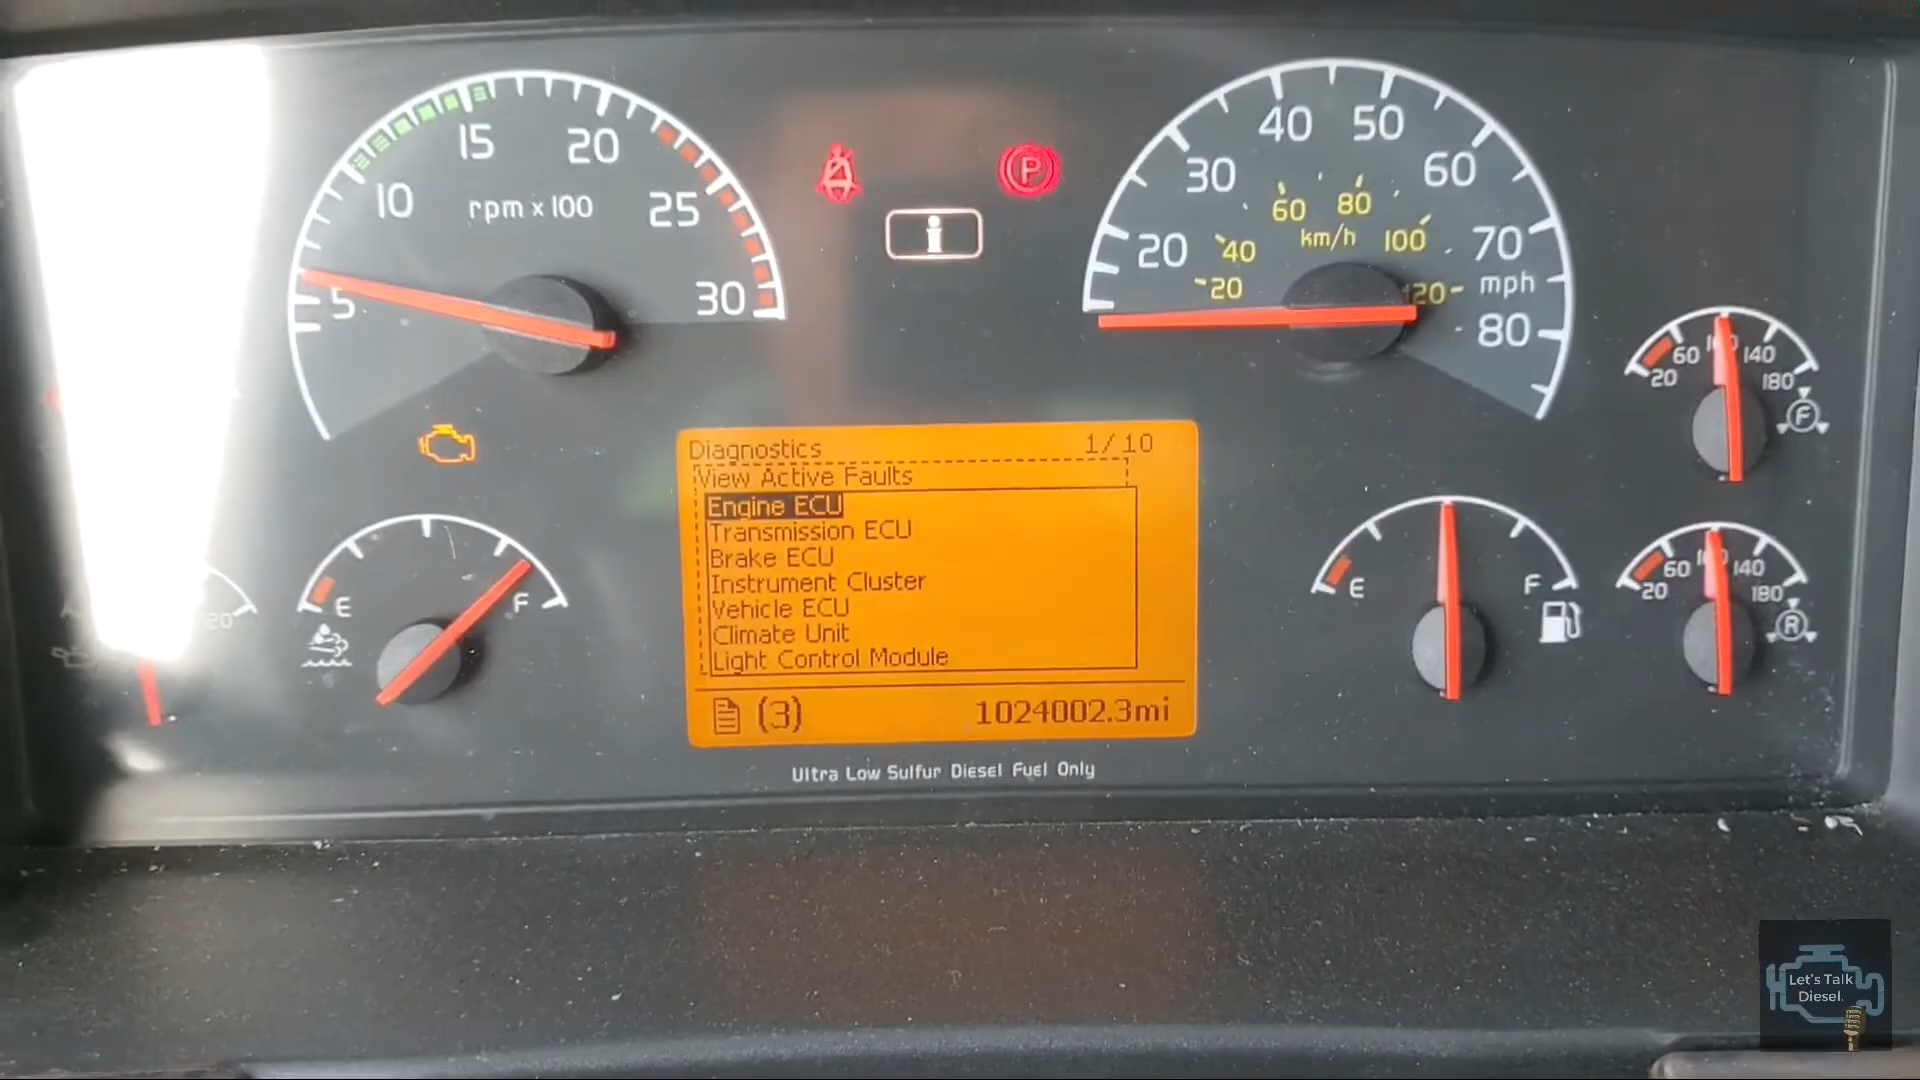 5
10
15
20
25
30
rpm x 100
P
i
20
30
40
50
60
70
80
mph
20
40
60
80
100
120
km/h
20
60
140
180
F
E
F
Diagnostics 1/10
View Active Faults
Engine ECU
Transmission ECU
Brake ECU
Instrument Cluster
Vehicle ECU
Climate Unit
Light Control Module
(3) 1024002.3mi
E
F
20
60
140
180
R
Ultra Low Sulfur Diesel Fuel Only
Let's Talk
Diesel.